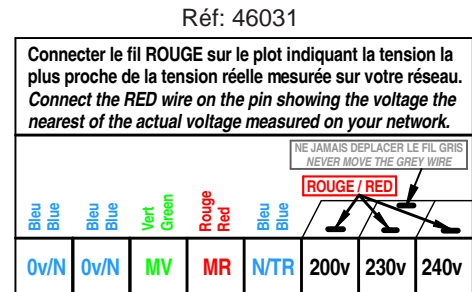 Réf: 46031
Connecter le fil ROUGE sur le plot indiquant la tension la
plus proche de la tension réelle mesurée sur votre réseau.
Connect the RED wire on the pin showing the voltage the
nearest of the actual voltage measured on your network.
NE JAMAIS DEPLACER LE FIL GRIS
NEVER MOVE THE GREY WIRE
ROUGE / RED
Bleu
Blue
Bleu
Blue
Vert
Green
Rouge
Red
Bleu
Blue
0v/N 0v/N MV MR N/TR 200v 230v 240v